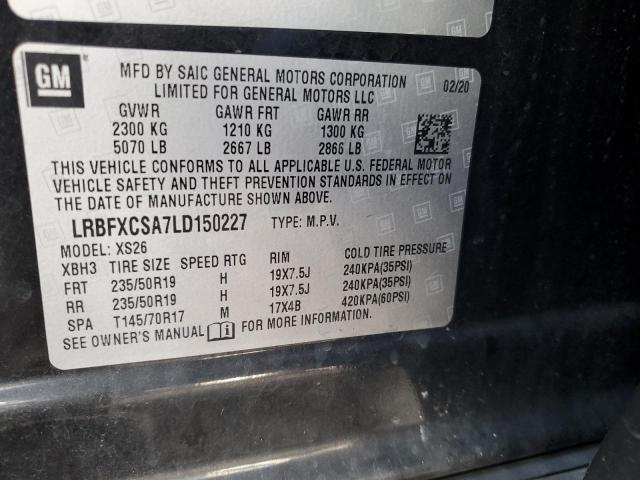 GM
MFD BY SAIC GENERAL MOTORS CORPORATION
LIMITED FOR GENERAL MOTORS LLC
02/20
GVWR GAWR FRT GAWR RR
2300 KG 1210 KG 1300 KG
5070 LB 2667 LB 2866 LB
THIS VEHICLE CONFORMS TO ALL APPLICABLE U.S. FEDERAL MOTOR
VEHICLE SAFETY AND THEFT PREVENTION STANDARDS IN EFFECT ON
THE DATE OF MANUFACTURE SHOWN ABOVE.
LRBFXCSA7LD150227 TYPE: M.P.V.
MODEL: XS26
XBH3 TIRE SIZE SPEED RTG RIM COLD TIRE PRESSURE
FRT 235/50R19 H 19X7.5J 240KPA(35PSI)
RR 235/50R19 H 19X7.5J 240KPA(35PSI)
SPA T145/70R17 M 17X4B 420KPA(60PSI)
SEE OWNER'S MANUAL FOR MORE INFORMATION.